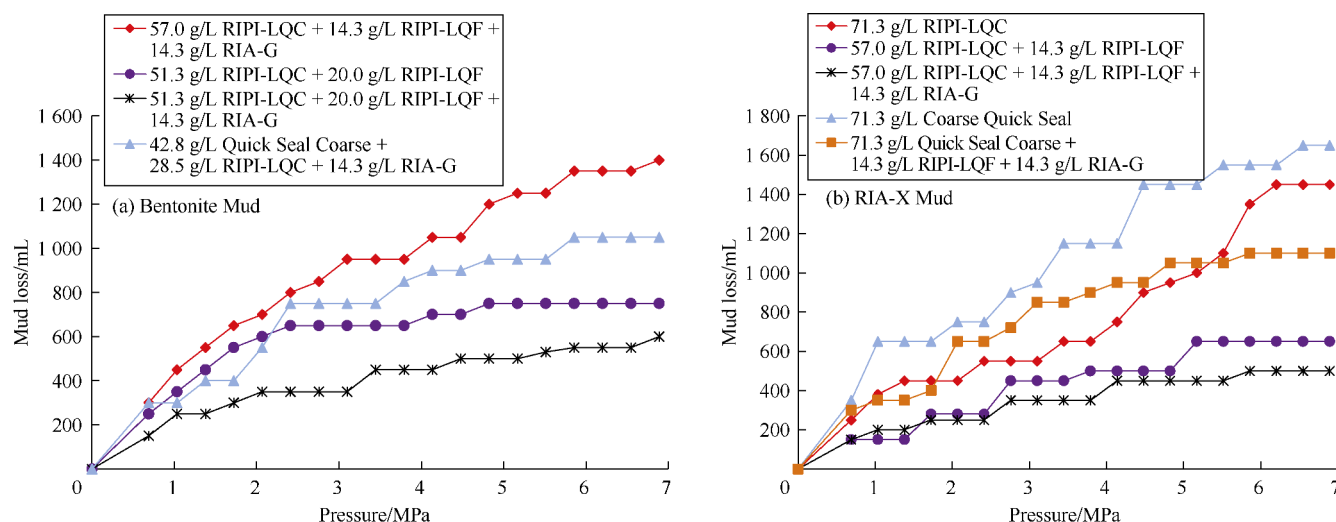 57.0 g/L RIPI-LQC + 14.3 g/L RIPI-LQF +
14.3 g/L RIA-G
51.3 g/L RIPI-LQC + 20.0 g/L RIPI-LQF
51.3 g/L RIPI-LQC + 20.0 g/L RIPI-LQF +
14.3 g/L RIA-G
42.8 g/L Quick Seal Coarse +
28.5 g/L RIPI-LQC + 14.3 g/L RIA-G
(a) Bentonite Mud
Mud loss/mL
1 600
1 400
1 200
1 000
800
600
400
200
0 1 2 3 4 5 6 7
Pressure/MPa
71.3 g/L RIPI-LQC
57.0 g/L RIPI-LQC + 14.3 g/L RIPI-LQF
57.0 g/L RIPI-LQC + 14.3 g/L RIPI-LQF +
14.3 g/L RIA-G
71.3 g/L Coarse Quick Seal
71.3 g/L Quick Seal Coarse +
14.3 g/L RIPI-LQF + 14.3 g/L RIA-G
(b) RIA-X Mud
Mud loss/mL
1 800
1 600
1 400
1 200
1 000
800
600
400
200
0 1 2 3 4 5 6 7
Pressure/MPa